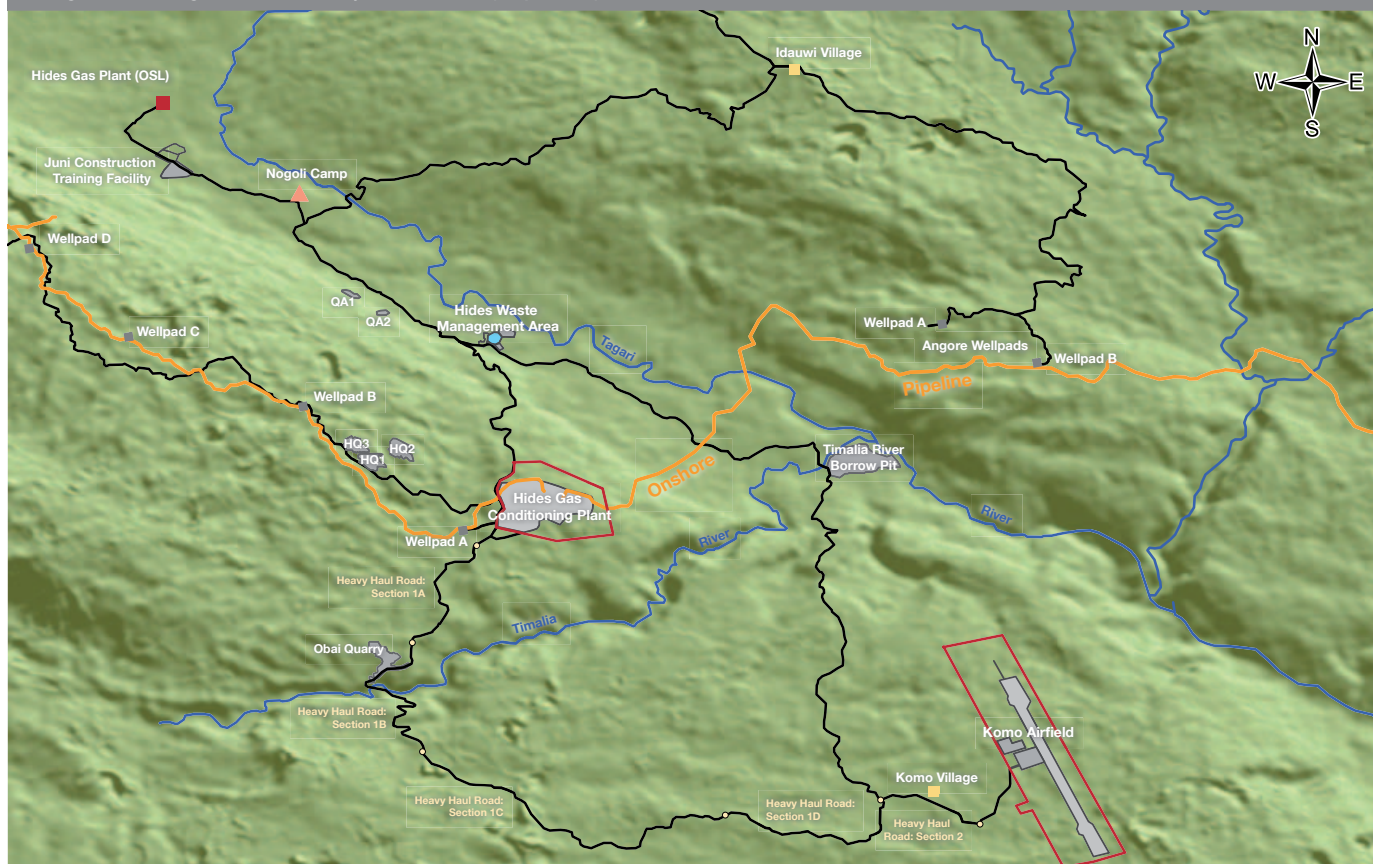 Idauwi Village
N
W
E
S
Hides Gas Plant (OSL)
Juni Construction
Training Facility
Nogoli Camp
Wellpad D
QA1
QA2
Hides Waste
Management Area
Wellpad C
Tagari
Wellpad A
Angore Wellpads
Wellpad B
Pipeline
Wellpad B
HQ3
HQ2
HQ1
Timalia River
Borrow Pit
Onshore
Hides Gas
Conditioning Plant
River
River
Wellpad A
Heavy Haul Road:
Section 1A
Timalia
Obai Quarry
Heavy Haul Road:
Section 1B
Komo Airfield
Komo Village
Heavy Haul Road:
Section 1C
Heavy Haul Road:
Section 1D
Heavy Haul
Road: Section 2